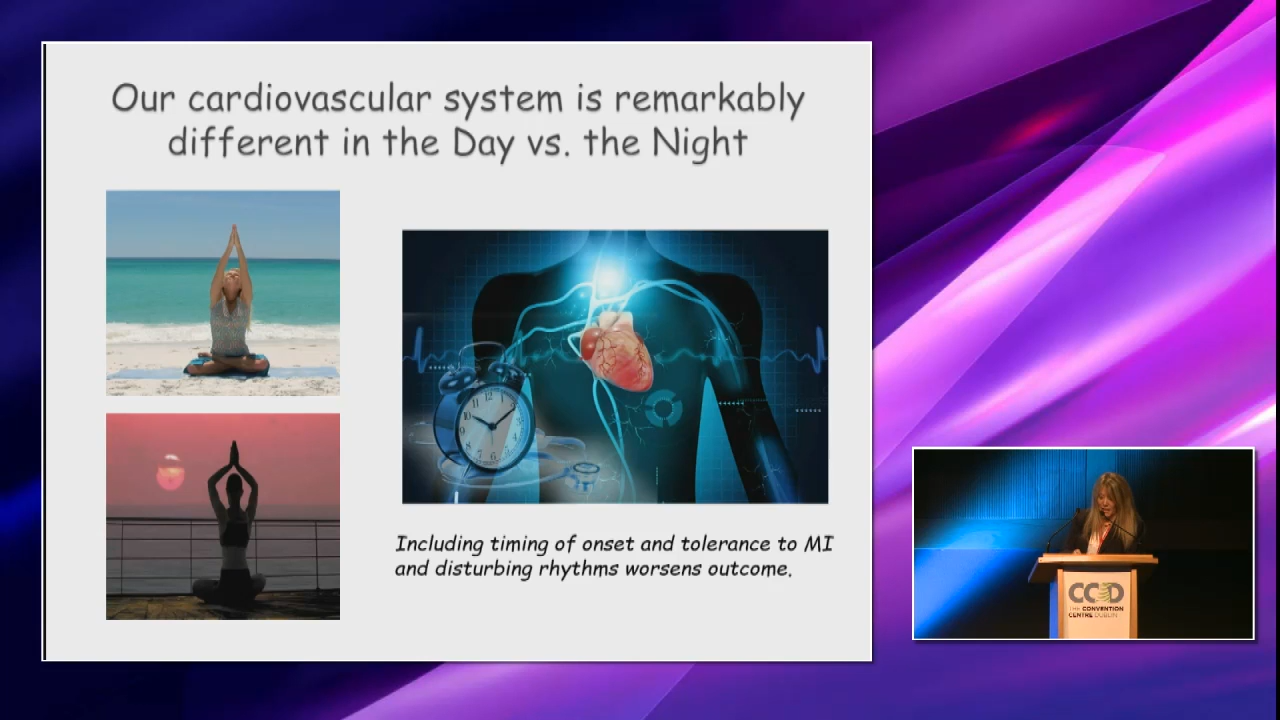 Our cardiovascular system is remarkably
different in the Day vs. the Night
Including timing of onset and tolerance to MI
and disturbing rhythms worsens outcome.
CCD
THE CONVENTION
CENTRE DUBLIN